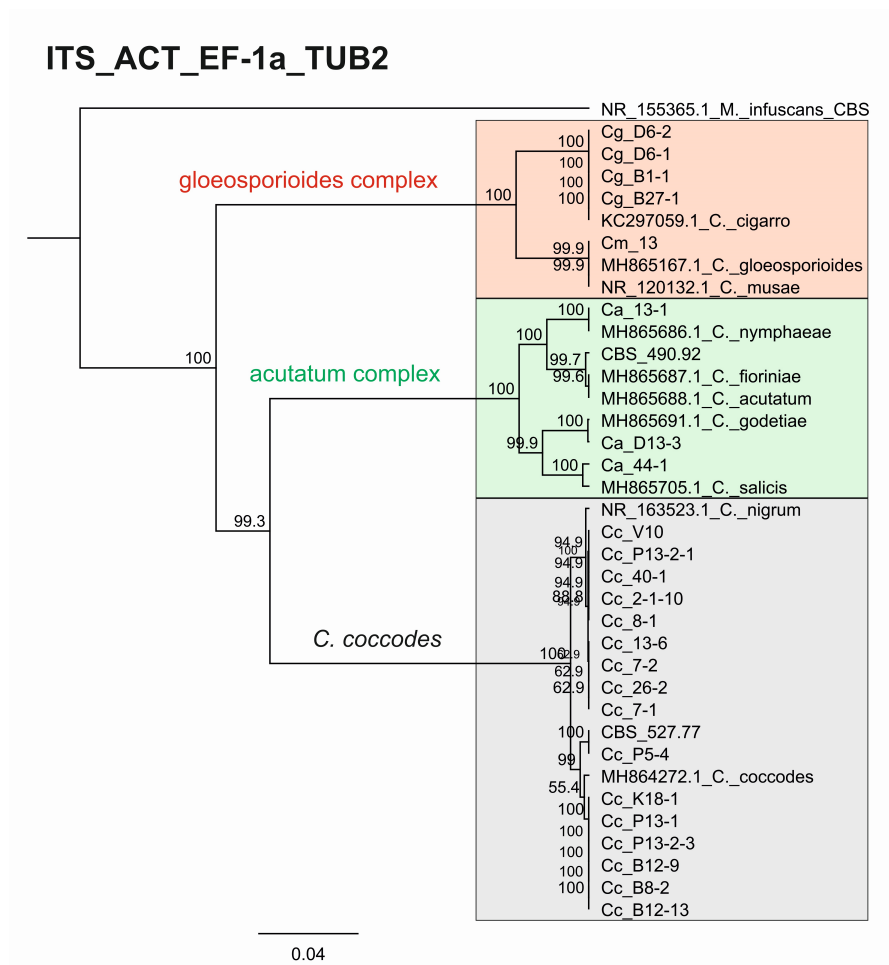 ITS_ACT_EF-1a_TUB2
NR_155365.1_M._infuscans_CBS
Cg_D6-2
100
Cg_D6-1
100
gloeosporioides complex
Cg_B1-1
100
100
Cg_B27-1
100
KC297059.1_C._cigarro
Cm_13
99.9
MH865167.1_C._gloeosporioides
99.9
NR_120132.1_C._musae
Ca_13-1
100
MH865686.1_C._nymphaeae
100
CBS_490.92
100
99.7
acutatum complex
MH865687.1_C._fioriniae
99.6
100
MH865688.1_C._acutatum
MH865691.1_C._godetiae
100
Ca_D13-3
99.9
Ca_44-1
100
MH865705.1_C._salicis
NR_163523.1_C._nigrum
99.3
Cc_V10
94.9
100
Cc_P13-2-1
94.9
Cc_40-1
94.9
Cc_2-1-10
88.8
94.9
Cc_8-1
C. coccodes
Cc_13-6
100
62.9
Cc_7-2
62.9
Cc_26-2
62.9
Cc_7-1
CBS_527.77
100
Cc_P5-4
99
MH864272.1_C._coccodes
55.4
Cc_K18-1
100
Cc_P13-1
100
Cc_P13-2-3
100
Cc_B12-9
100
Cc_B8-2
100
Cc_B12-13
0.04